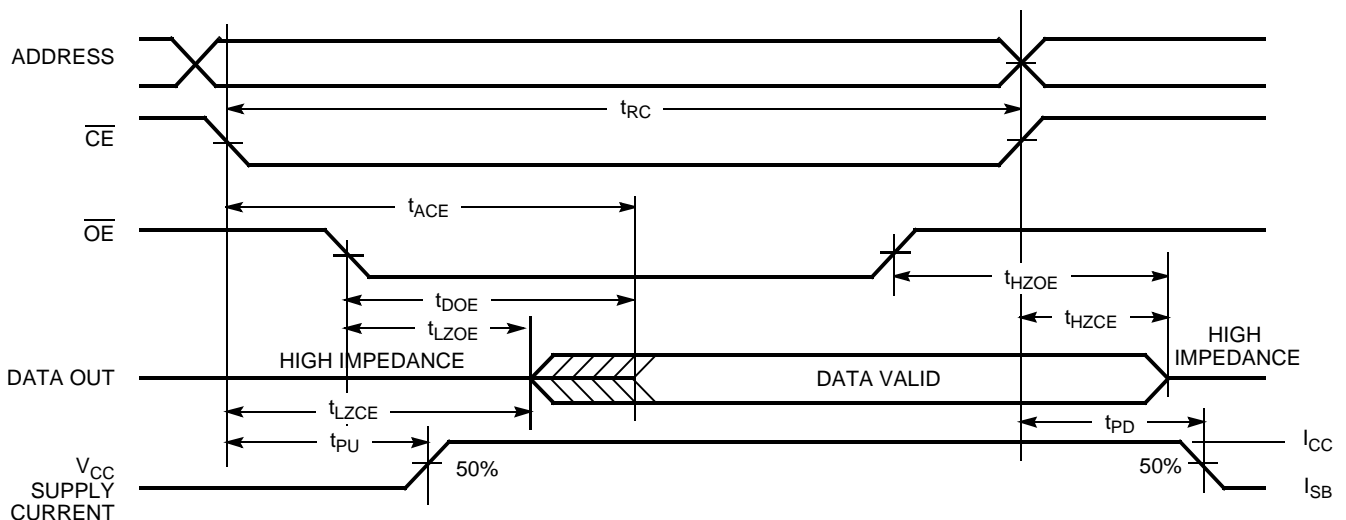 ADDRESS
tRC
CE
tACE
OE
tHZOE
tDOE
tLZOE
tHZCE
HIGH IMPEDANCE
HIGH
IMPEDANCE
DATA OUT
DATA VALID
tLZCE
tPU
tPD
ICC
VCC
SUPPLY
CURRENT
50%
50%
ISB